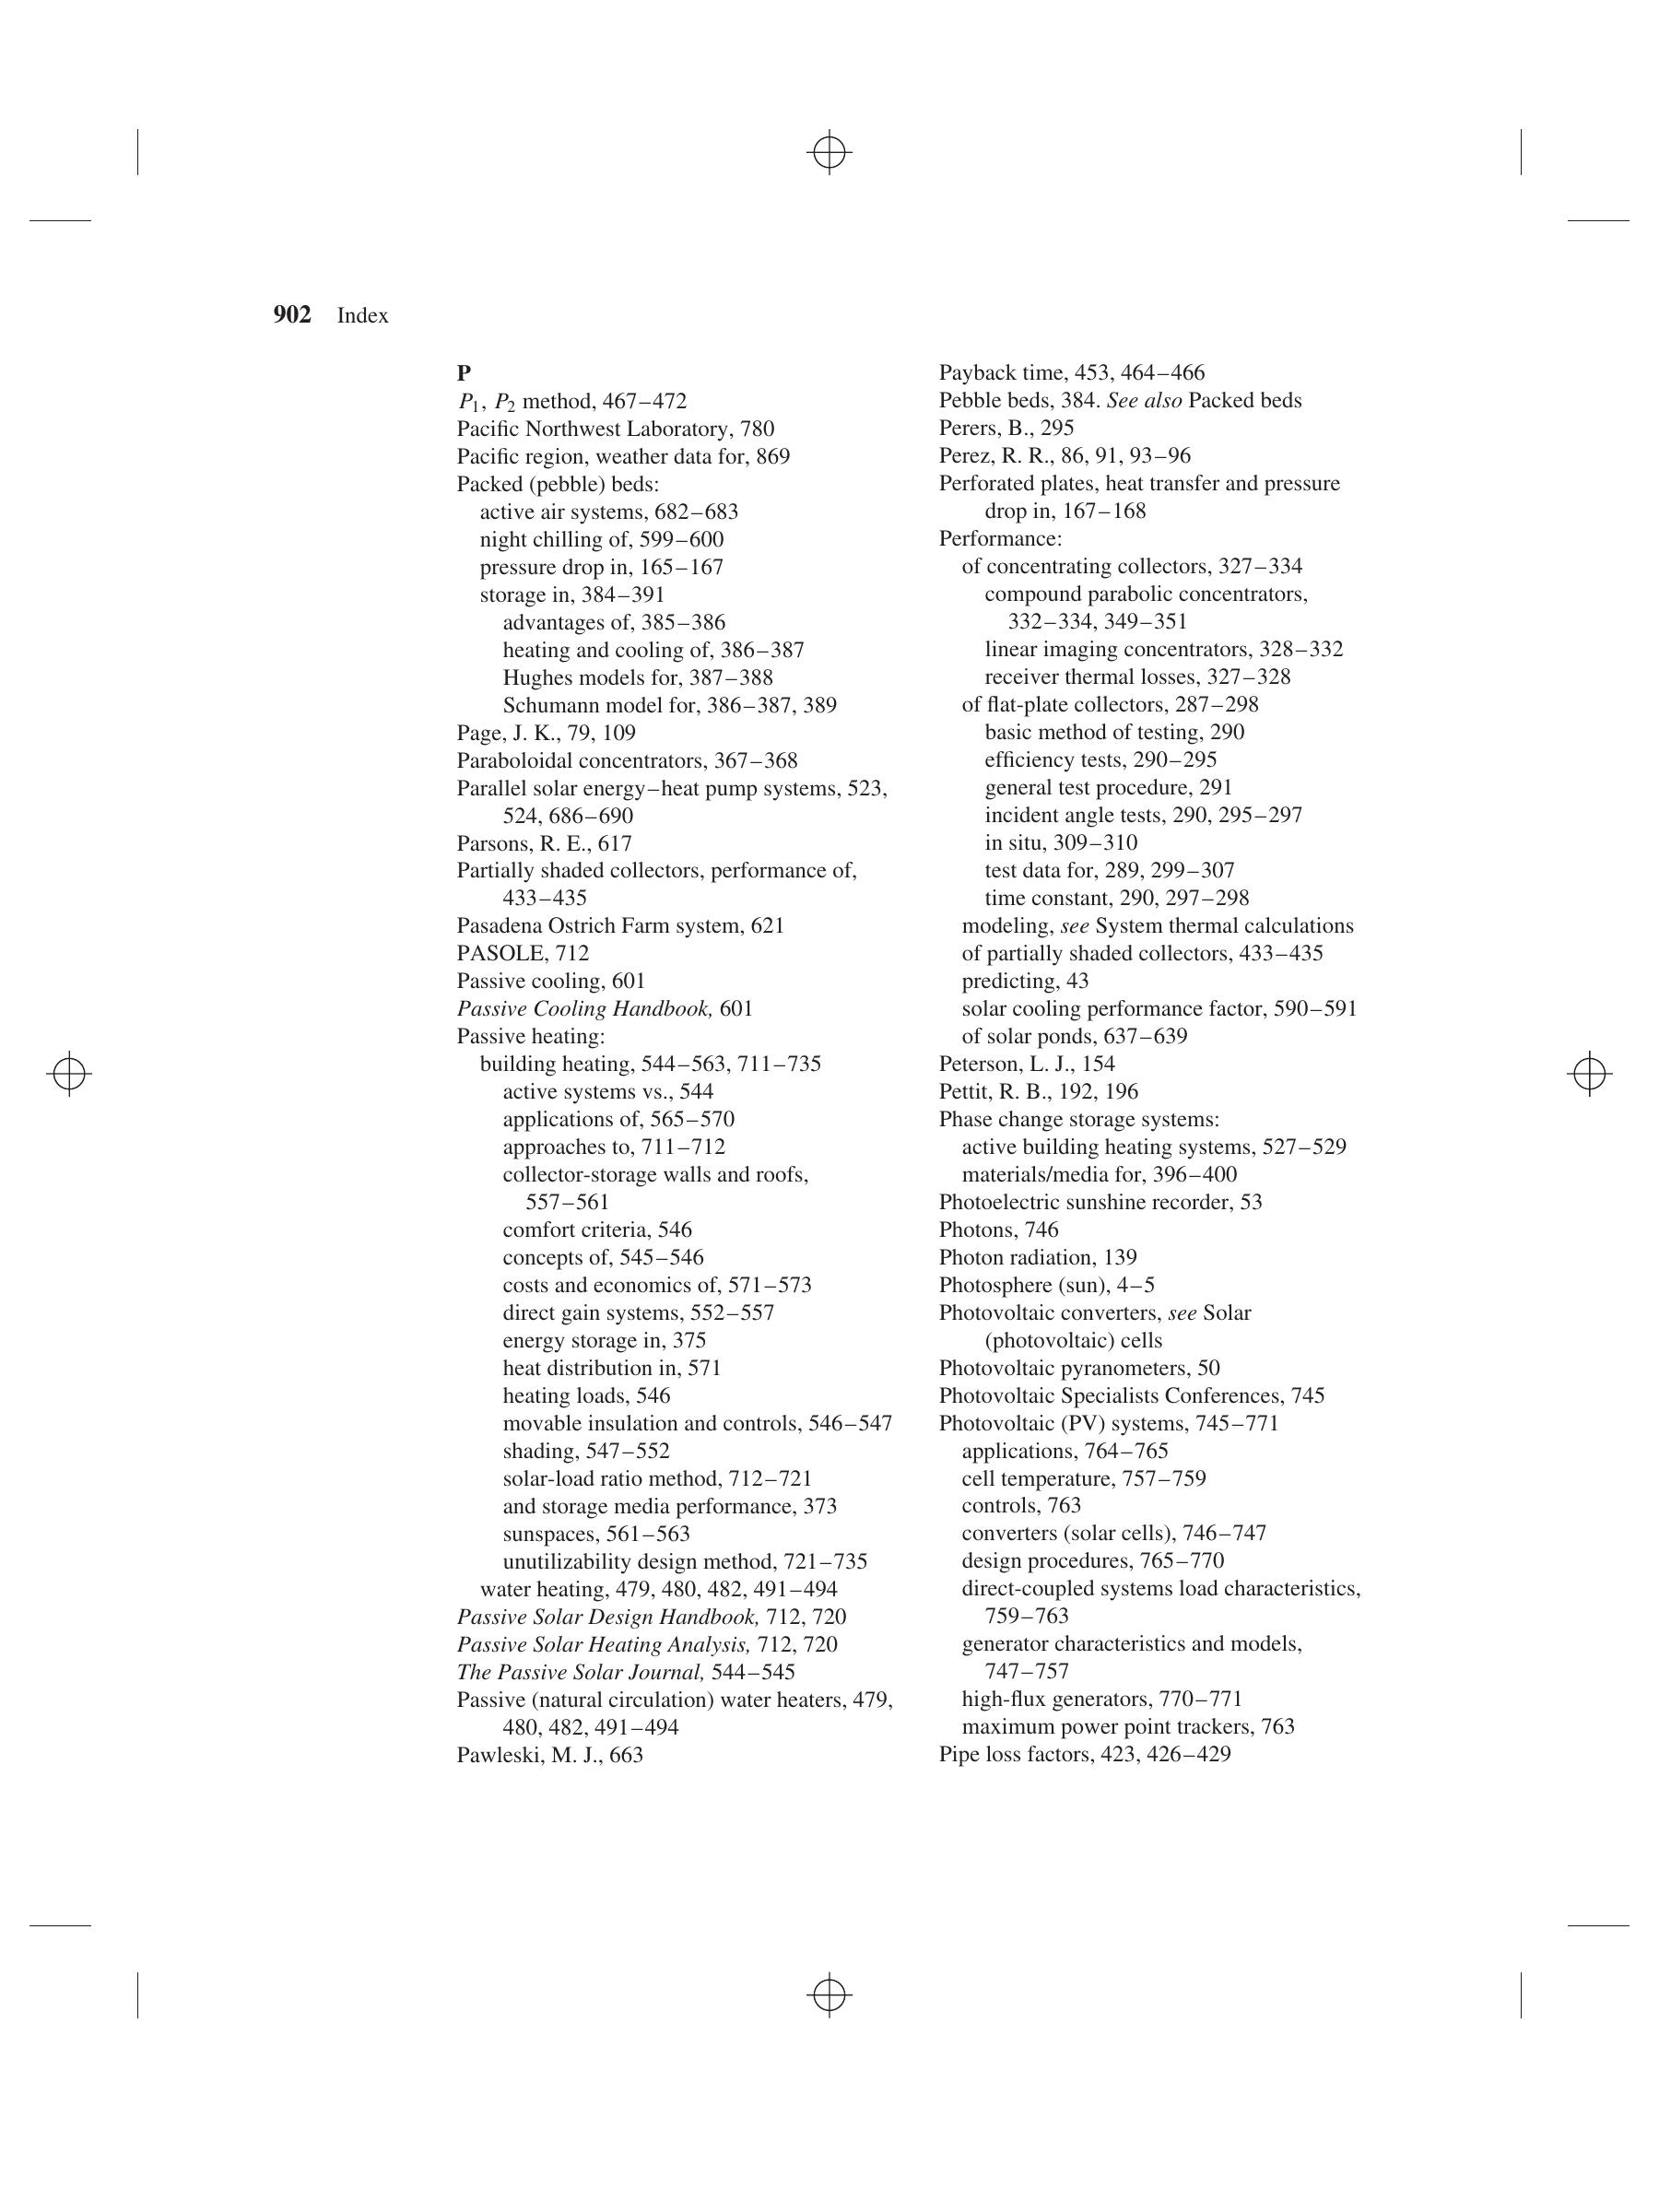 902 Index
P
P1, P2 method, 467–472
Pacific Northwest Laboratory, 780
Pacific region, weather data for, 869
Packed (pebble) beds:
active air systems, 682–683
night chilling of, 599–600
pressure drop in, 165–167
storage in, 384–391
advantages of, 385–386
heating and cooling of, 386–387
Hughes models for, 387–388
Schumann model for, 386–387, 389
Page, J. K., 79, 109
Paraboloidal concentrators, 367–368
Parallel solar energy–heat pump systems, 523,
524, 686–690
Parsons, R. E., 617
Partially shaded collectors, performance of,
433–435
Pasadena Ostrich Farm system, 621
PASOLE, 712
Passive cooling, 601
Passive Cooling Handbook, 601
Passive heating:
building heating, 544–563, 711–735
active systems vs., 544
applications of, 565–570
approaches to, 711–712
collector-storage walls and roofs,
557–561
comfort criteria, 546
concepts of, 545–546
costs and economics of, 571–573
direct gain systems, 552–557
energy storage in, 375
heat distribution in, 571
heating loads, 546
movable insulation and controls, 546–547
shading, 547–552
solar-load ratio method, 712–721
and storage media performance, 373
sunspaces, 561–563
unutilizability design method, 721–735
water heating, 479, 480, 482, 491–494
Passive Solar Design Handbook, 712, 720
Passive Solar Heating Analysis, 712, 720
The Passive Solar Journal, 544–545
Passive (natural circulation) water heaters, 479,
480, 482, 491–494
Pawleski, M. J., 663
Payback time, 453, 464–466
Pebble beds, 384. See also Packed beds
Perers, B., 295
Perez, R. R., 86, 91, 93–96
Perforated plates, heat transfer and pressure
drop in, 167–168
Performance:
of concentrating collectors, 327–334
compound parabolic concentrators,
332–334, 349–351
linear imaging concentrators, 328–332
receiver thermal losses, 327–328
of flat-plate collectors, 287–298
basic method of testing, 290
efficiency tests, 290–295
general test procedure, 291
incident angle tests, 290, 295–297
in situ, 309–310
test data for, 289, 299–307
time constant, 290, 297–298
modeling, see System thermal calculations
of partially shaded collectors, 433–435
predicting, 43
solar cooling performance factor, 590–591
of solar ponds, 637–639
Peterson, L. J., 154
Pettit, R. B., 192, 196
Phase change storage systems:
active building heating systems, 527–529
materials/media for, 396–400
Photoelectric sunshine recorder, 53
Photons, 746
Photon radiation, 139
Photosphere (sun), 4–5
Photovoltaic converters, see Solar
(photovoltaic) cells
Photovoltaic pyranometers, 50
Photovoltaic Specialists Conferences, 745
Photovoltaic (PV) systems, 745–771
applications, 764–765
cell temperature, 757–759
controls, 763
converters (solar cells), 746–747
design procedures, 765–770
direct-coupled systems load characteristics,
759–763
generator characteristics and models,
747–757
high-flux generators, 770–771
maximum power point trackers, 763
Pipe loss factors, 423, 426–429